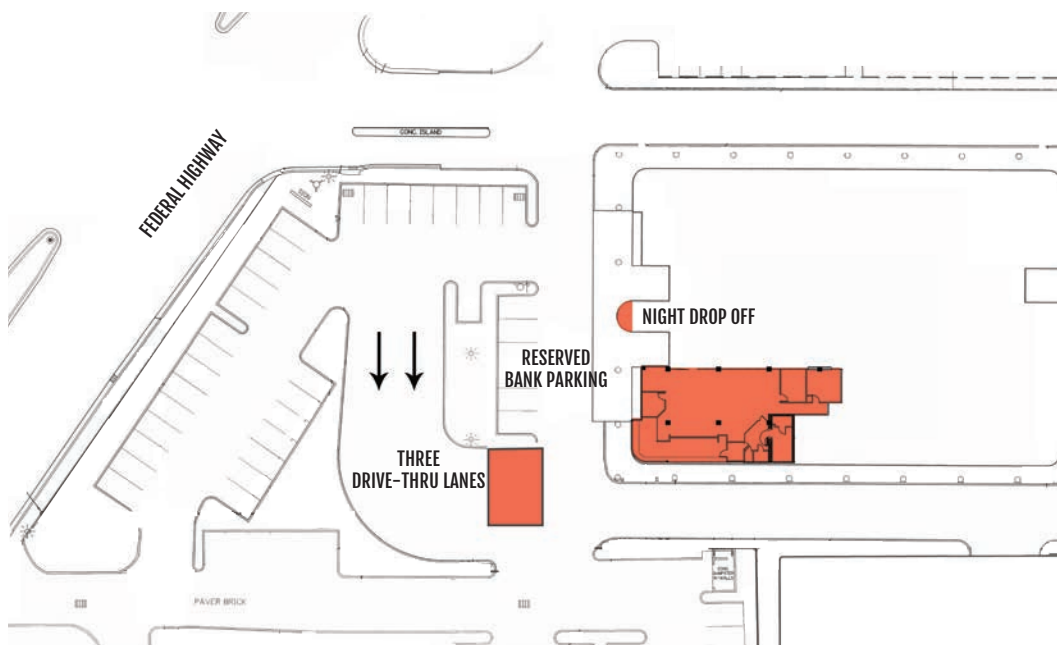 CONC. ISLAND
FEDERAL HIGHWAY
NIGHT DROP OFF
RESERVED
BANK PARKING
THREE
DRIVE-THRU LANES
PAVER BRICK